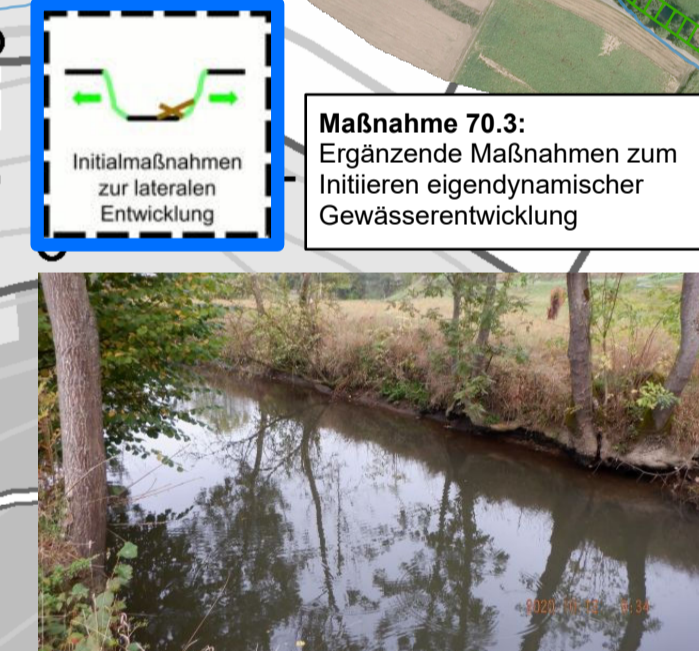 Initialmaßnahmen
zur lateralen
Entwicklung
Maßnahme 70.3:
Ergänzende Maßnahmen zum
Initiieren eigendynamischer
Gewässerentwicklung